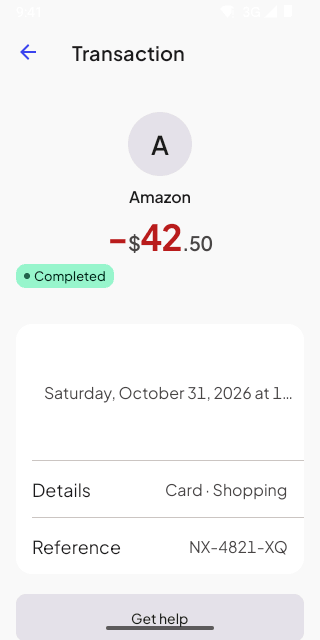 9:41
3G
Transaction
A
Amazon
−$42.50
Completed
Saturday, October 31, 2026 at 1…
Details
Card · Shopping
Reference
NX-4821-XQ
Get help